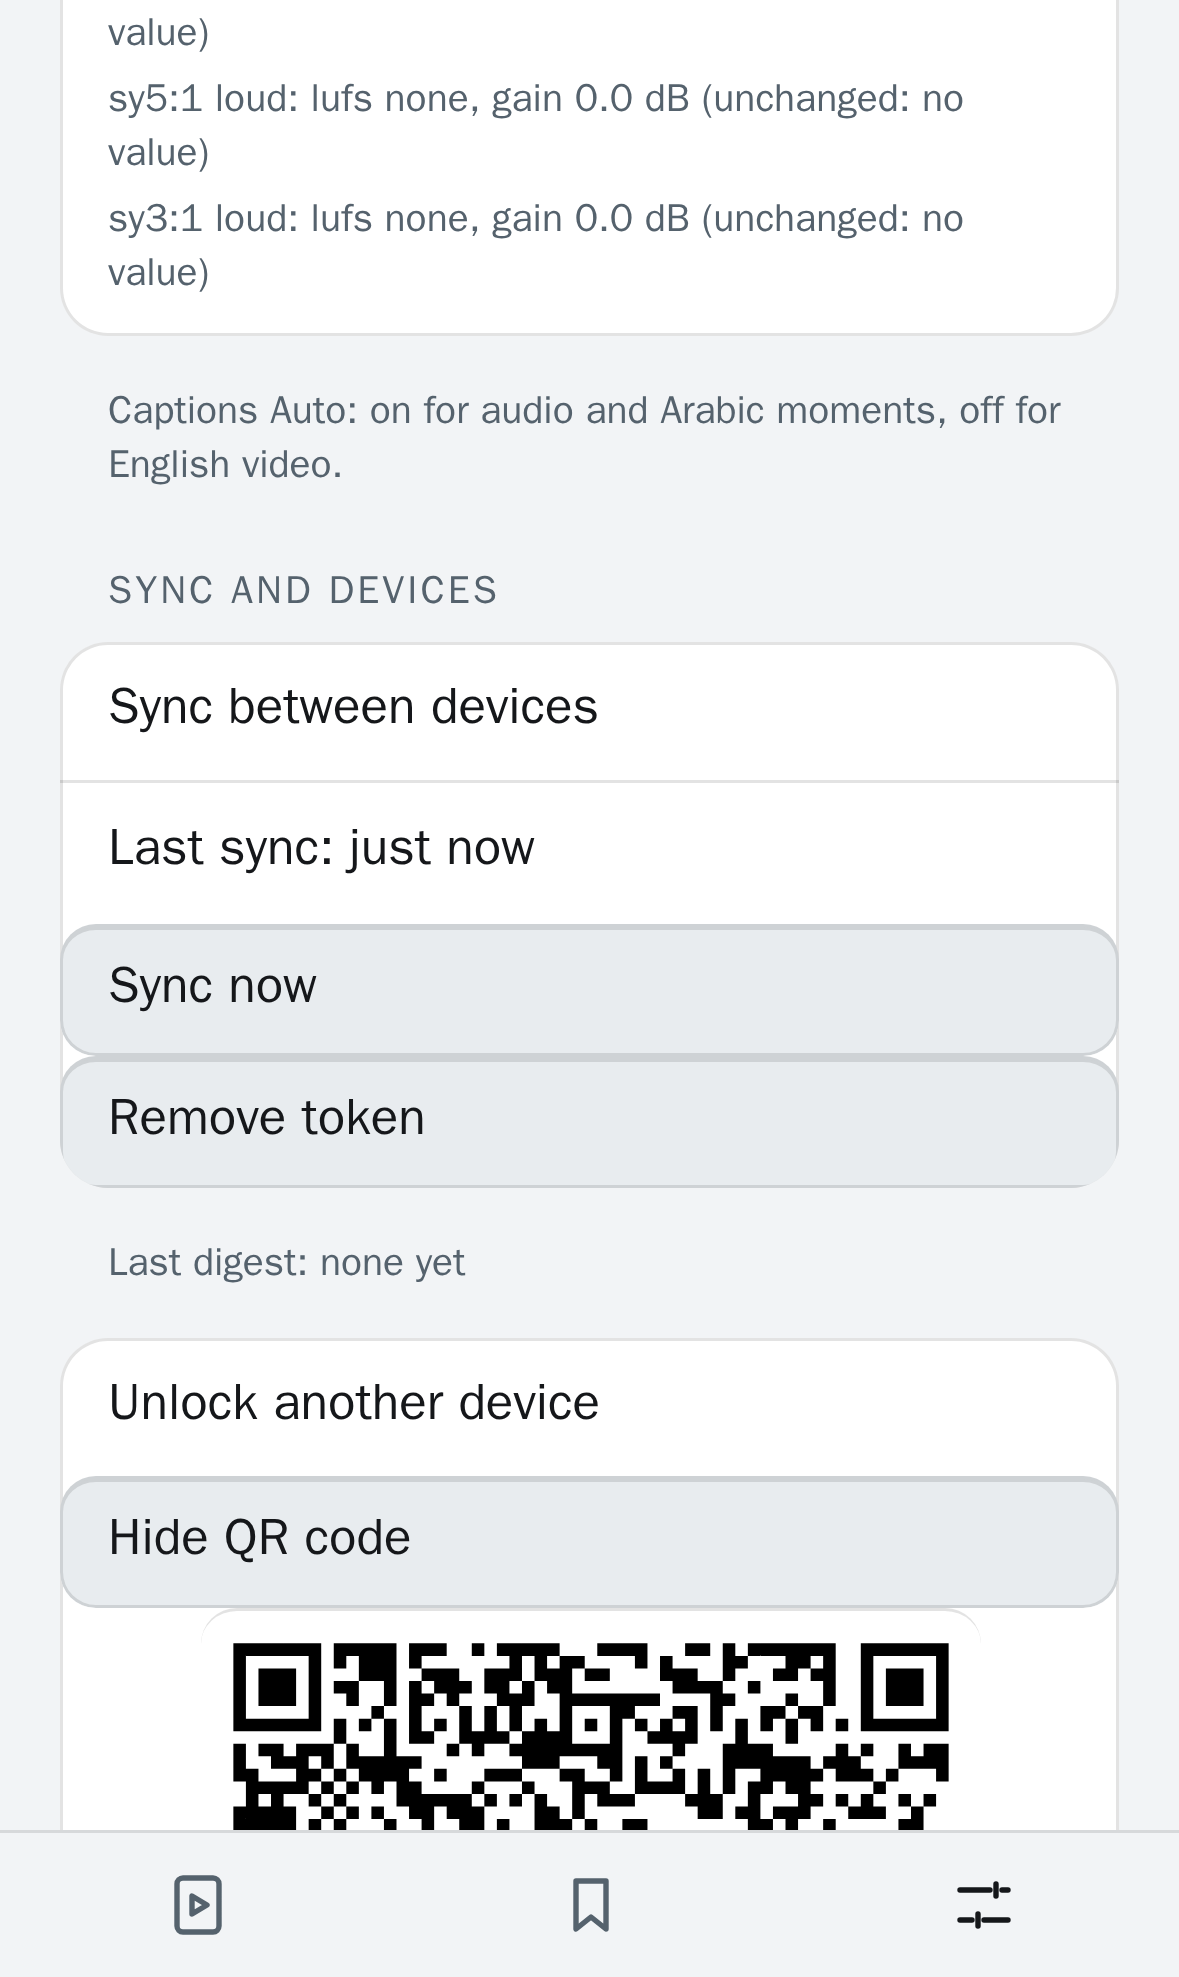 value)
sy5:1 loud: lufs none, gain 0.0 dB (unchanged: no
value)
sy3:1 loud: lufs none, gain 0.0 dB (unchanged: no
value)
Captions Auto: on for audio and Arabic moments, off for
English video.
SYNC AND DEVICES
Sync between devices
Last sync: just now
Sync now
Remove token
Last digest: none yet
Unlock another device
Hide QR code